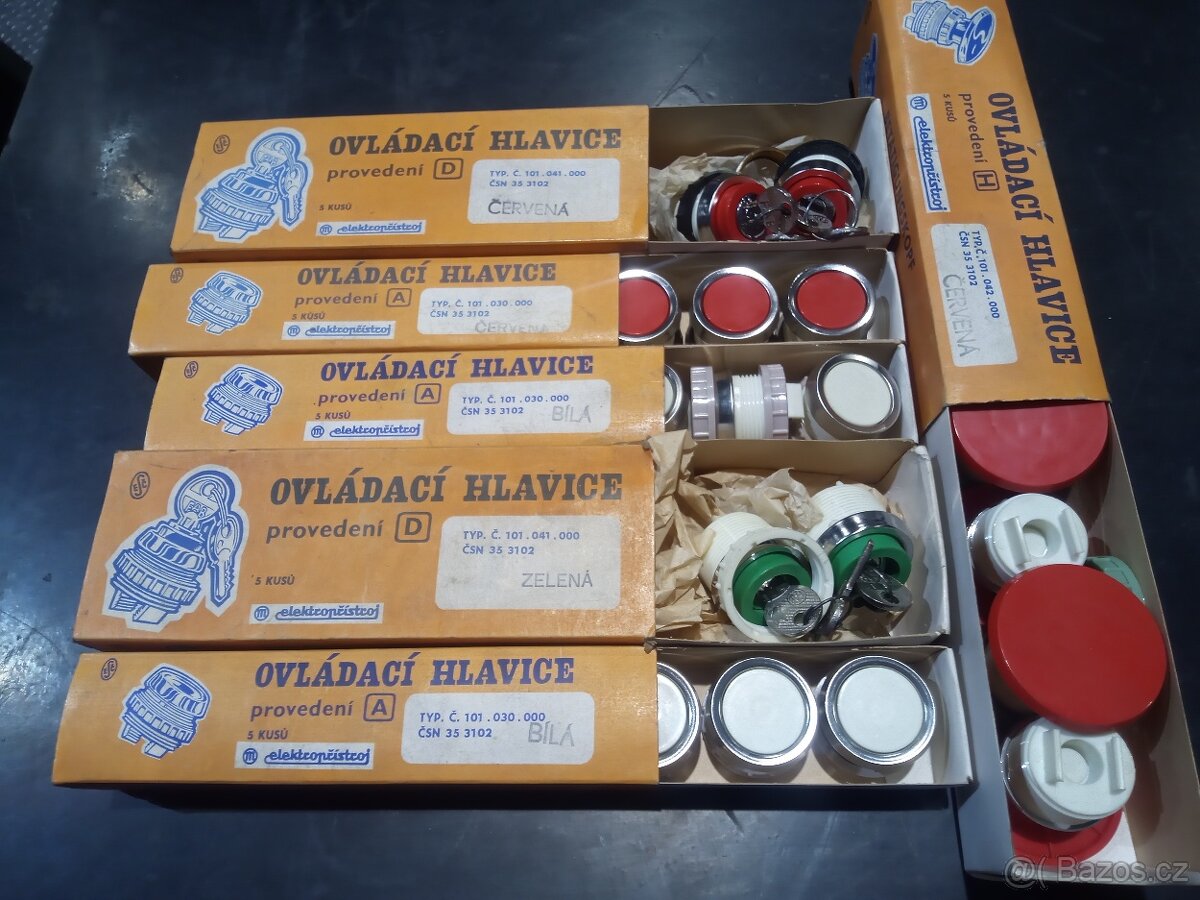 OVLÁDACÍ HLAVICE
provedení D
TYP. Č. 101.041.000
ČSN 35 3102
ČERVENÁ
5 KUSŮ
elektropřístroj
OVLÁDACÍ HLAVICE
provedení A
TYP. Č. 101.030.000
ČSN 35 3102
ČERVENÁ
5 KUSŮ
elektropřístroj
OVLÁDACÍ HLAVICE
provedení A
TYP. Č. 101.030.000
ČSN 35 3102
BÍLÁ
5 KUSŮ
elektropřístroj
OVLÁDACÍ HLAVICE
provedení D
TYP. Č. 101.041.000
ČSN 35 3102
ZELENÁ
5 KUSŮ
elektropřístroj
OVLÁDACÍ HLAVICE
provedení A
TYP. Č. 101.030.000
ČSN 35 3102
BÍLÁ
5 KUSŮ
elektropřístroj
OVLÁDACÍ HLAVICE
provedení H
5 KUSŮ
elektropřístroj
TYP. Č. 101.042.000
ČSN 35 3102
ČERVENÁ
@( Bazos.cz